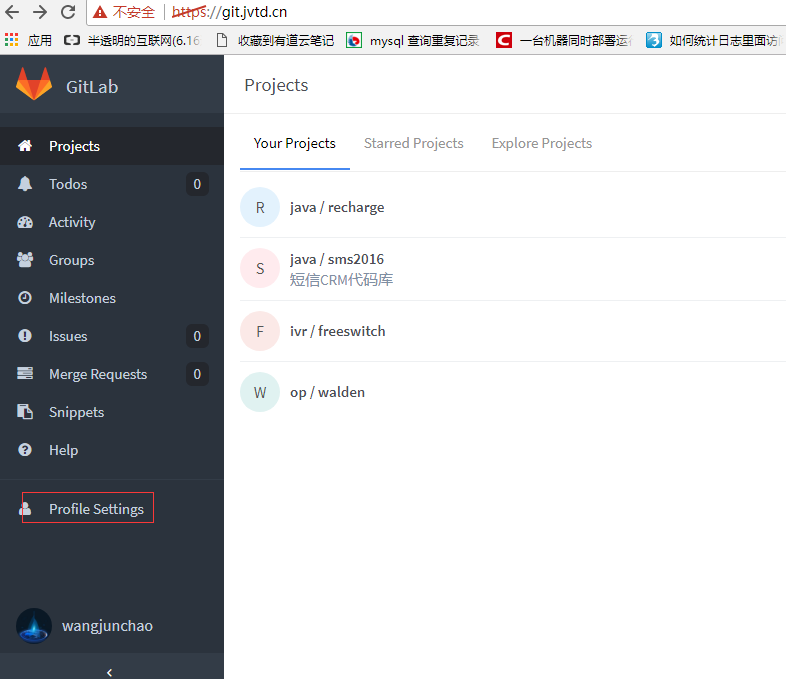 不安全 https://git.jvtd.cn
应用 半透明的互联网(6.16 收藏到有道云笔记 mysql 查询重复记录 一台机器同时部署运行 如何统计日志里面访问
GitLab
Projects
Projects
Todos 0
Activity
Groups
Milestones
Issues 0
Merge Requests 0
Snippets
Help
Profile Settings
wangjunchao
Your Projects Starred Projects Explore Projects
R java / recharge
S java / sms2016
短信CRM代码库
F ivr / freeswitch
W op / walden